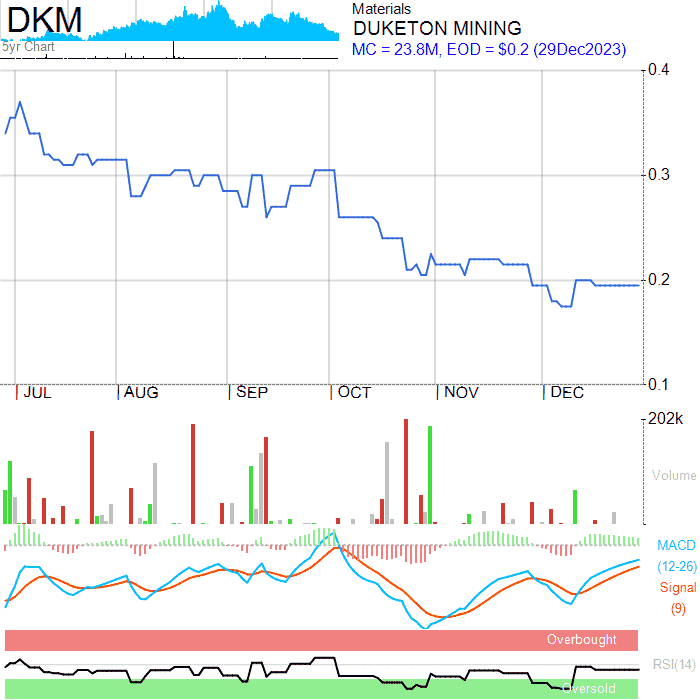 DKM
5yr Chart
Materials
DUKETON MINING
MC = 23.8M, EOD = $0.2 (29Dec2023)
0.4
0.3
0.2
0.1
JUL AUG SEP OCT NOV DEC
202k
Volume
MACD
(12-26)
Signal
(9)
Overbought
RSI(14)
Oversold